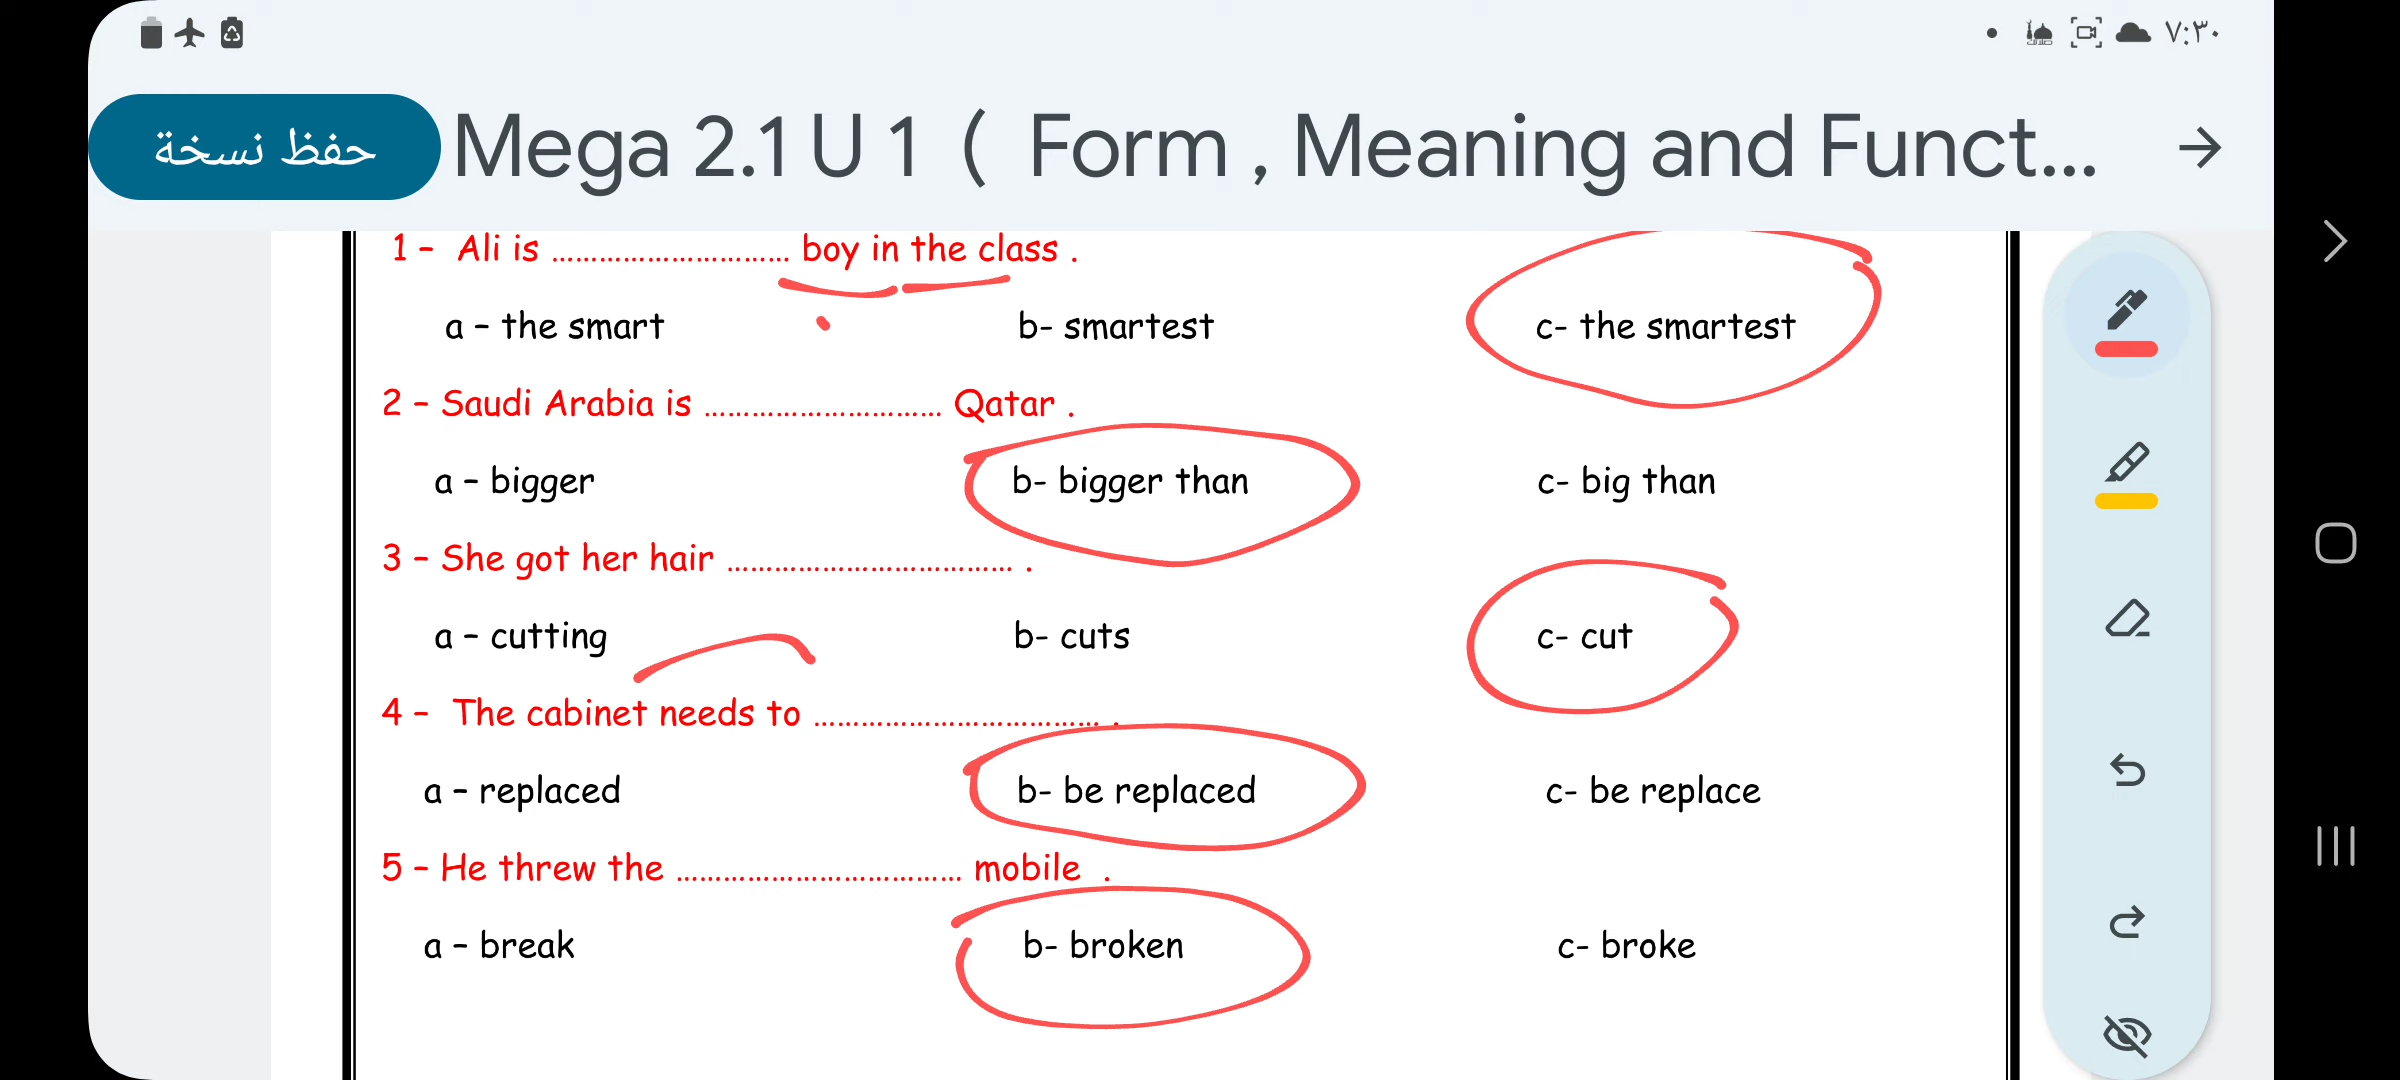 ٧:٣٠
حفظ نسخة
Mega 2.1 U 1 ( Form , Meaning and Funct...
1 - Ali is .............................. boy in the class .
a - the smart b- smartest c- the smartest
2 - Saudi Arabia is .............................. Qatar .
a - bigger b- bigger than c- big than
3 - She got her hair .................................... .
a - cutting b- cuts c- cut
4 - The cabinet needs to .................................... .
a - replaced b- be replaced c- be replace
5 - He threw the .................................... mobile .
a - break b- broken c- broke